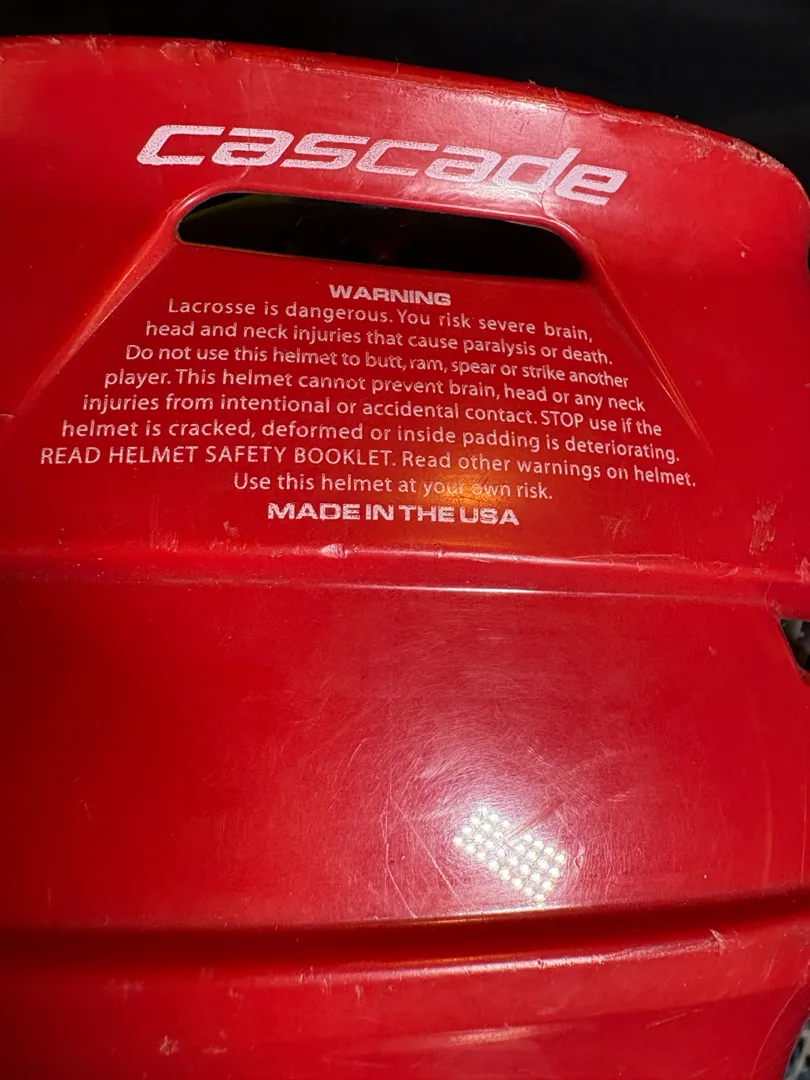 cascade
WARNING
Lacrosse is dangerous. You risk severe brain,
head and neck injuries that cause paralysis or death.
Do not use this helmet to butt, ram, spear or strike another
player. This helmet cannot prevent brain, head or any neck
injuries from intentional or accidental contact. STOP use if the
helmet is cracked, deformed or inside padding is deteriorating.
READ HELMET SAFETY BOOKLET. Read other warnings on helmet.
Use this helmet at your own risk.
MADE IN THE USA